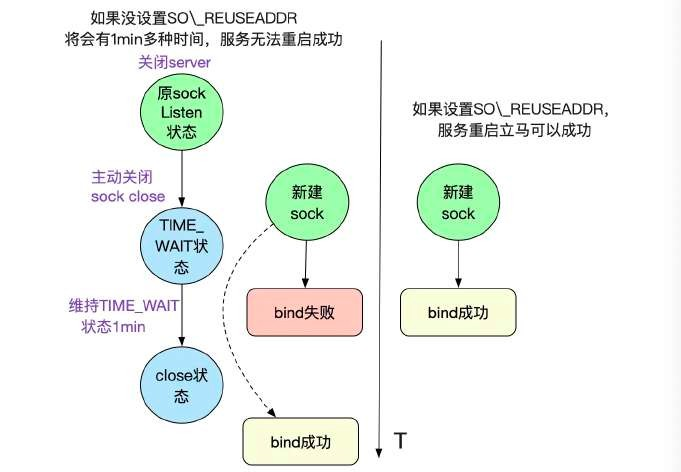 如果没设置SO\_REUSEADDR
将会有1min多种时间，服务无法重启成功
关闭server
原sock
Listen
状态
主动关闭
sock close
TIME_
WAIT状
态
维持TIME_WAIT
状态1min
close状
态
新建
sock
bind失败
bind成功
T
如果设置SO\_REUSEADDR，
服务重启立马可以成功
新建
sock
bind成功